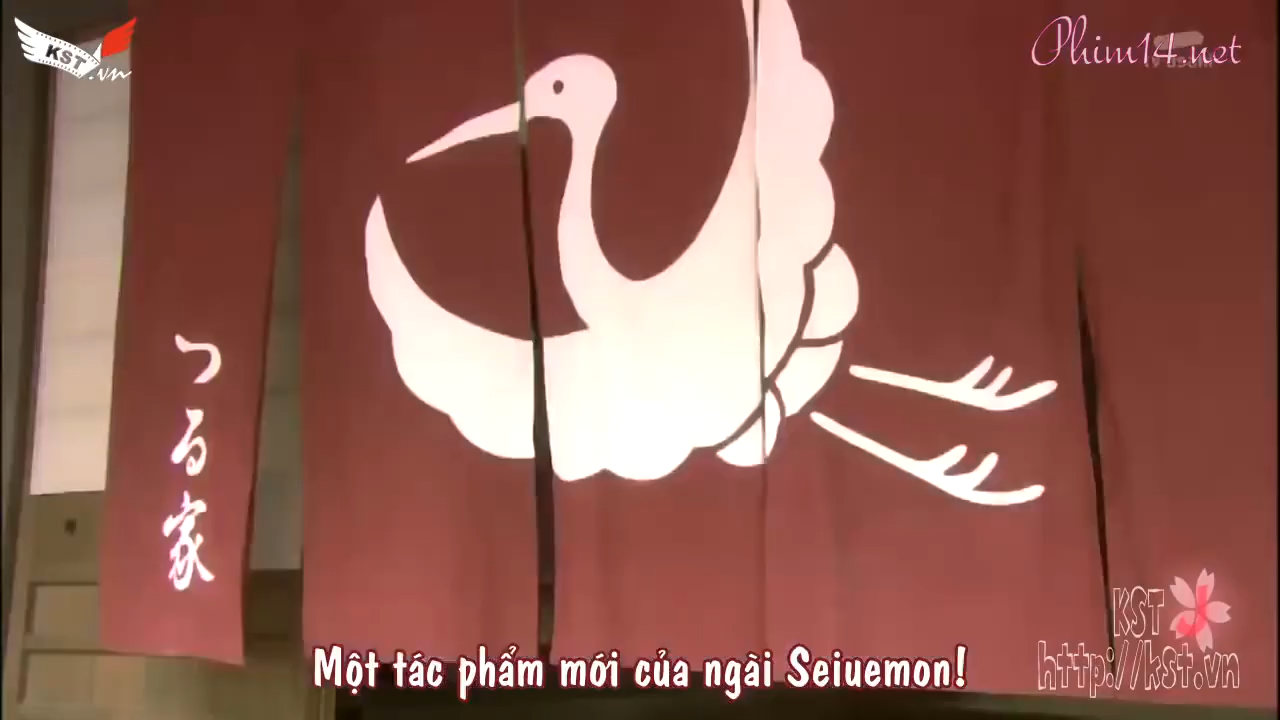 KST.vn
Phim14.net
つる家
Một tác phẩm mới của ngài Seiuemon!
KST
J
http://kst.vn